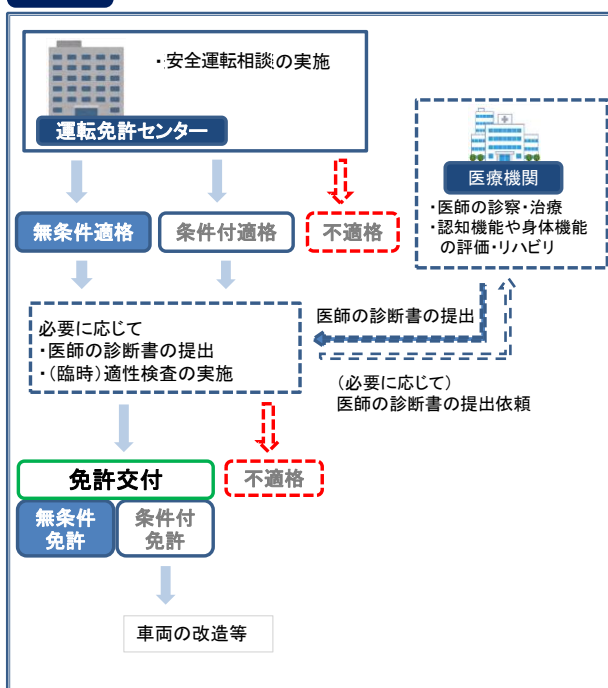 ・安全運転相談の実施
運転免許センター
医療機関
・医師の診察・治療
・認知機能や身体機能
の評価・リハビリ
無条件適格
条件付適格
不適格
医師の診断書の提出
必要に応じて
・医師の診断書の提出
・(臨時)適性検査の実施
(必要に応じて)
医師の診断書の提出依頼
免許交付
不適格
無条件
免許
条件付
免許
車両の改造等